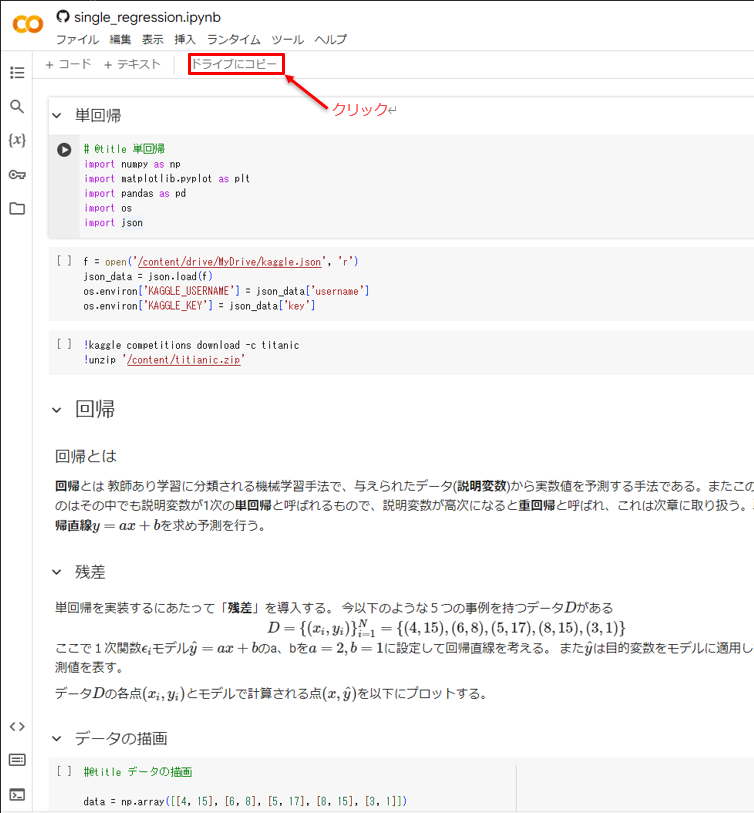 single_regression.ipynb
ファイル 編集 表示 挿入 ランタイム ツール ヘルプ
+ コード + テキスト ドライブにコピー
クリック
単回帰
# @title 単回帰
import numpy as np
import matplotlib.pyplot as plt
import pandas as pd
import os
import json
[ ] f = open('/content/drive/MyDrive/kaggle.json', 'r')
json_data = json.load(f)
os.environ['KAGGLE_USERNAME'] = json_data['username']
os.environ['KAGGLE_KEY'] = json_data['key']
[ ] !kaggle competitions download -c titanic
!unzip '/content/titianic.zip'
回帰
回帰とは
回帰とは 教師あり学習に分類される機械学習手法で、与えられたデータ(説明変数)から実数値を予測する手法である。またこの
のはその中でも説明変数が1次の単回帰と呼ばれるもので、説明変数が高次になると重回帰と呼ばれ、これは次章に取り扱う。
帰直線y = ax + bを求め予測を行う。
残差
単回帰を実装するにあたって「残差」を導入する。 今以下のような５つの事例を持つデータDがある
D = {(x_i, y_i)}_{i=1}^N = {(4, 15), (6, 8), (5, 17), (8, 15), (3, 1)}
ここで１次関数ϵ_iモデルŷ = ax + bのa、bをa = 2, b = 1に設定して回帰直線を考える。 またŷは目的変数をモデルに適用し
測値を表す。
データDの各点(x_i, y_i)とモデルで計算される点(x, ŷ)を以下にプロットする。
データの描画
[ ] #@title データの描画
data = np.array([[4, 15], [6, 8], [5, 17], [8, 15], [3, 1]])